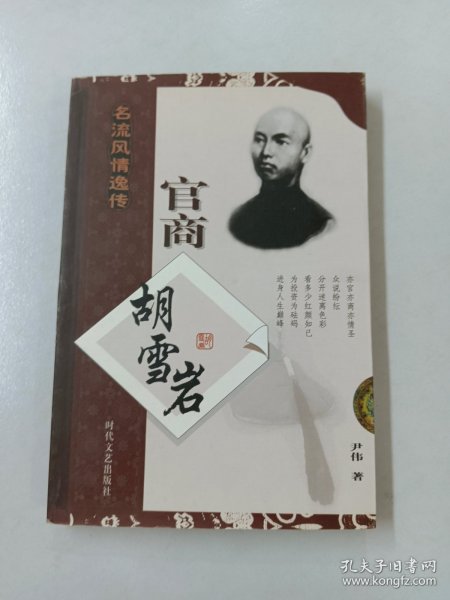 名流风情逸传
官商
胡雪岩
亦官亦商亦情圣
众说纷纭
分开迷离色彩
看多少红颜知己
为投资为砝码
进身人生巅峰
尹伟 著
时代文艺出版社
孔夫子旧书网
www.kongfz.com